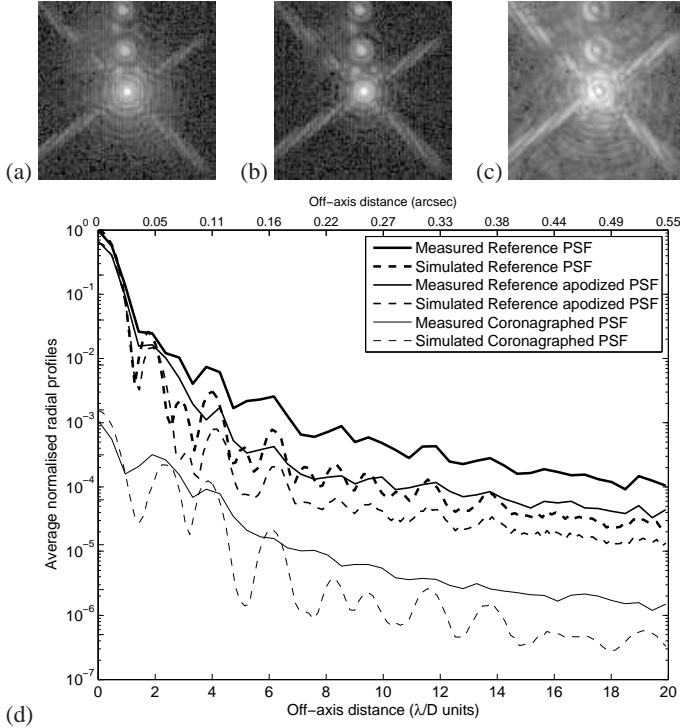 (a)
(b)
(c)
Off−axis distance (arcsec)
0 0.05 0.11 0.16 0.22 0.27 0.33 0.38 0.44 0.49 0.55
10^0
10^−1
10^−2
10^−3
10^−4
10^−5
10^−6
10^−7
Average normalised radial profiles
Measured Reference PSF
Simulated Reference PSF
Measured Reference apodized PSF
Simulated Reference apodized PSF
Measured Coronagraphed PSF
Simulated Coronagraphed PSF
0 2 4 6 8 10 12 14 16 18 20
Off−axis distance (λ/D units)
(d)